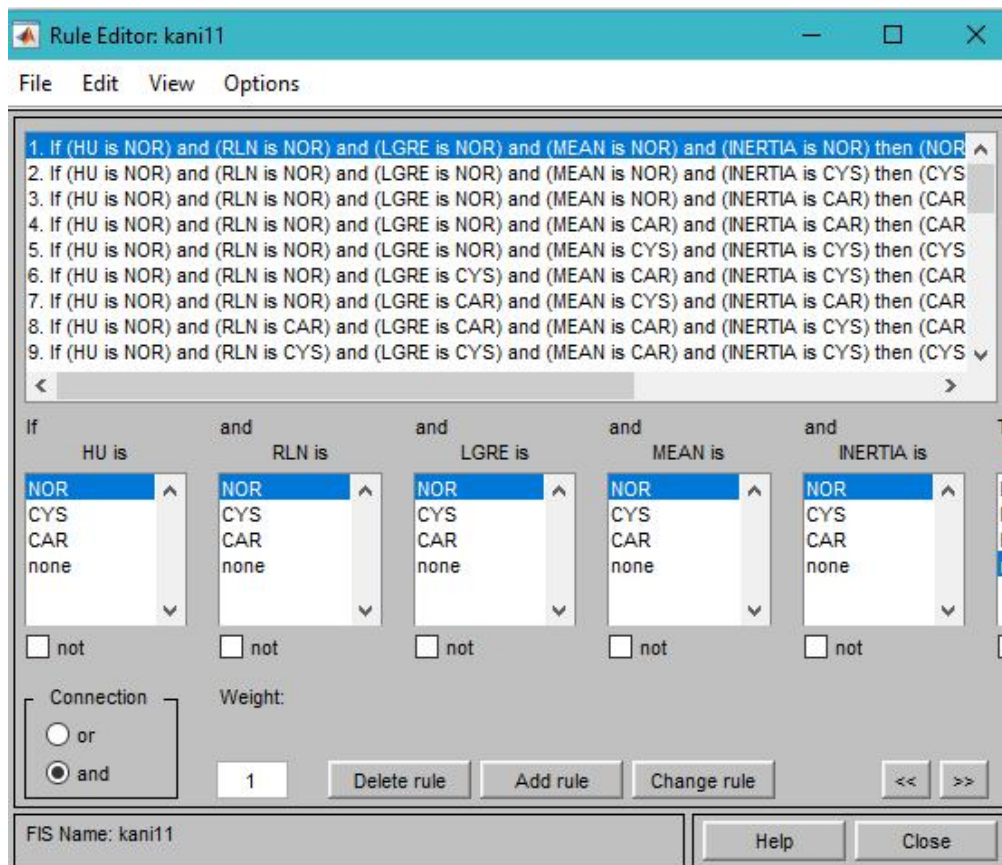 Rule Editor: kani11
File Edit View Options
1. If (HU is NOR) and (RLN is NOR) and (LGRE is NOR) and (MEAN is NOR) and (INERTIA is NOR) then (NOR
2. If (HU is NOR) and (RLN is NOR) and (LGRE is NOR) and (MEAN is NOR) and (INERTIA is CYS) then (CYS
3. If (HU is NOR) and (RLN is NOR) and (LGRE is NOR) and (MEAN is NOR) and (INERTIA is CAR) then (CAR
4. If (HU is NOR) and (RLN is NOR) and (LGRE is NOR) and (MEAN is CAR) and (INERTIA is CAR) then (CAR
5. If (HU is NOR) and (RLN is NOR) and (LGRE is NOR) and (MEAN is CYS) and (INERTIA is CYS) then (CYS
6. If (HU is NOR) and (RLN is NOR) and (LGRE is CYS) and (MEAN is CAR) and (INERTIA is CYS) then (CAR
7. If (HU is NOR) and (RLN is NOR) and (LGRE is CAR) and (MEAN is CYS) and (INERTIA is CAR) then (CAR
8. If (HU is NOR) and (RLN is CAR) and (LGRE is CAR) and (MEAN is CAR) and (INERTIA is CYS) then (CAR
9. If (HU is NOR) and (RLN is CYS) and (LGRE is CYS) and (MEAN is CAR) and (INERTIA is CYS) then (CYS
If and and and and
HU is RLN is LGRE is MEAN is INERTIA is
NOR NOR NOR NOR NOR
CYS CYS CYS CYS CYS
CAR CAR CAR CAR CAR
none none none none none
not not not not not
Connection Weight:
or
and 1 Delete rule Add rule Change rule << >>
FIS Name: kani11 Help Close